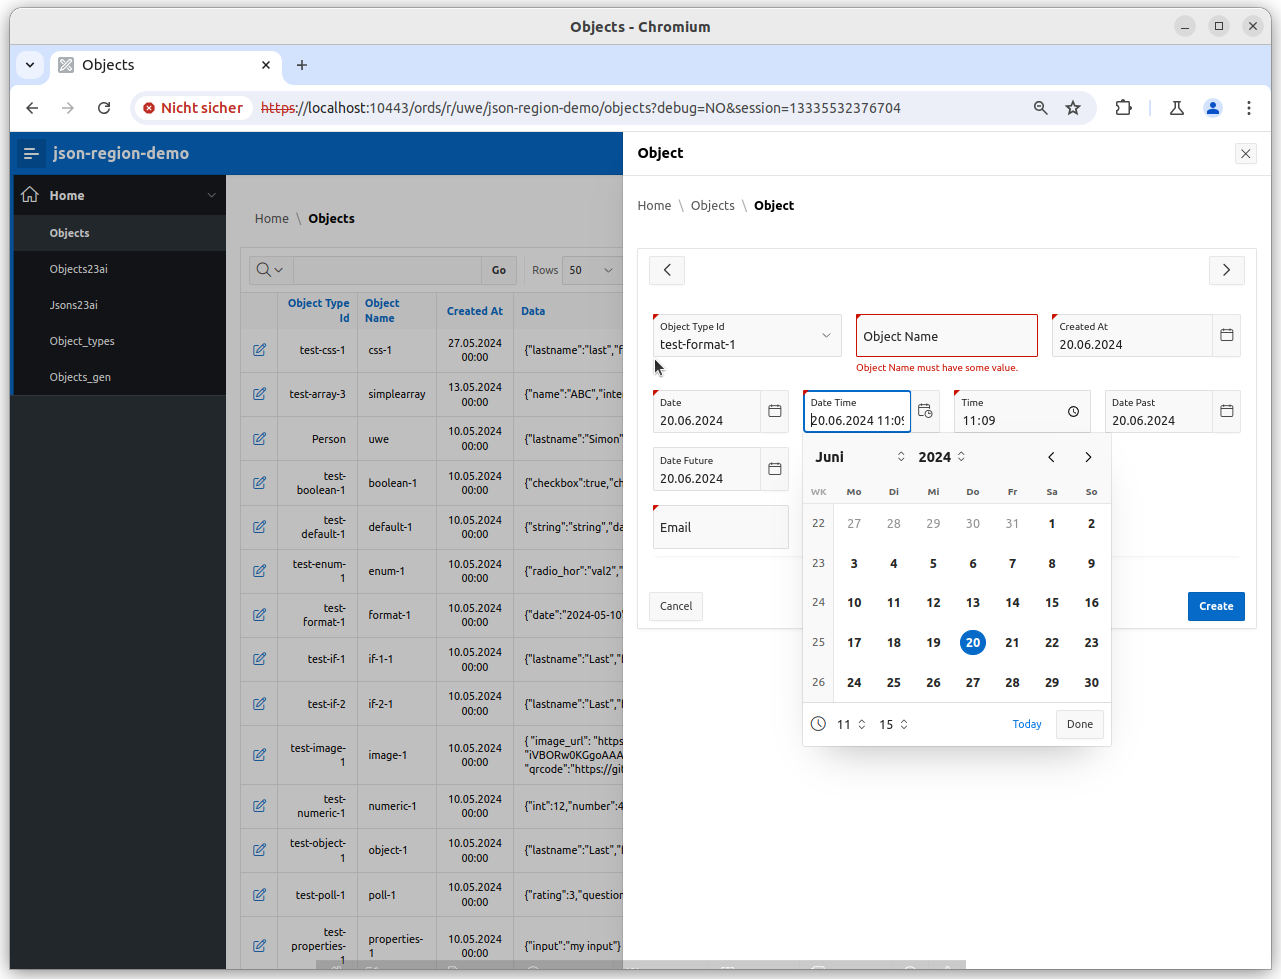 Objects - Chromium
Objects
Nicht sicher https://localhost:10443/ords/r/uwe/json-region-demo/objects?debug=NO&session=13335532376704
json-region-demo
Home
Objects
Objects23ai
Jsons23ai
Object_types
Objects_gen
Home \ Objects
Go Rows 50
Object Type Id Object Name Created At Data
test-css-1 css-1 27.05.2024 00:00 {"lastname":"last","f
test-array-3 simplearray 13.05.2024 00:00 {"name":"ABC","inte
Person uwe 10.05.2024 00:00 {"lastname":"Simon"
test-boolean-1 boolean-1 10.05.2024 00:00 {"checkbox":true,"ch
test-default-1 default-1 10.05.2024 00:00 {"string":"string","da
test-enum-1 enum-1 10.05.2024 00:00 {"radio_hor":"val2","
test-format-1 format-1 10.05.2024 00:00 {"date":"2024-05-10"
test-if-1 if-1-1 10.05.2024 00:00 {"lastname":"Last",
test-if-2 if-2-1 10.05.2024 00:00 {"lastname":"Last",
test-image-1 image-1 10.05.2024 00:00 { "image_url": "https
"iVBORw0KGgoAAA
"qrcode":"https://git
test-numeric-1 numeric-1 10.05.2024 00:00 {"int":12,"number":4
test-object-1 object-1 10.05.2024 00:00 {"lastname":"Last",
test-poll-1 poll-1 10.05.2024 00:00 {"rating":3,"question
test-properties-1 properties-1 10.05.2024 00:00 {"input":"my input"}
Object
Home \ Objects \ Object
Object Type Id
test-format-1
Object Name
Object Name must have some value.
Created At
20.06.2024
Date
20.06.2024
Date Time
20.06.2024 11:09
Time
11:09
Date Past
20.06.2024
Date Future
20.06.2024
Email
Juni 2024
WK Mo Di Mi Do Fr Sa So
22 27 28 29 30 31 1 2
23 3 4 5 6 7 8 9
24 10 11 12 13 14 15 16
25 17 18 19 20 21 22 23
26 24 25 26 27 28 29 30
11 15 Today Done
Cancel
Create